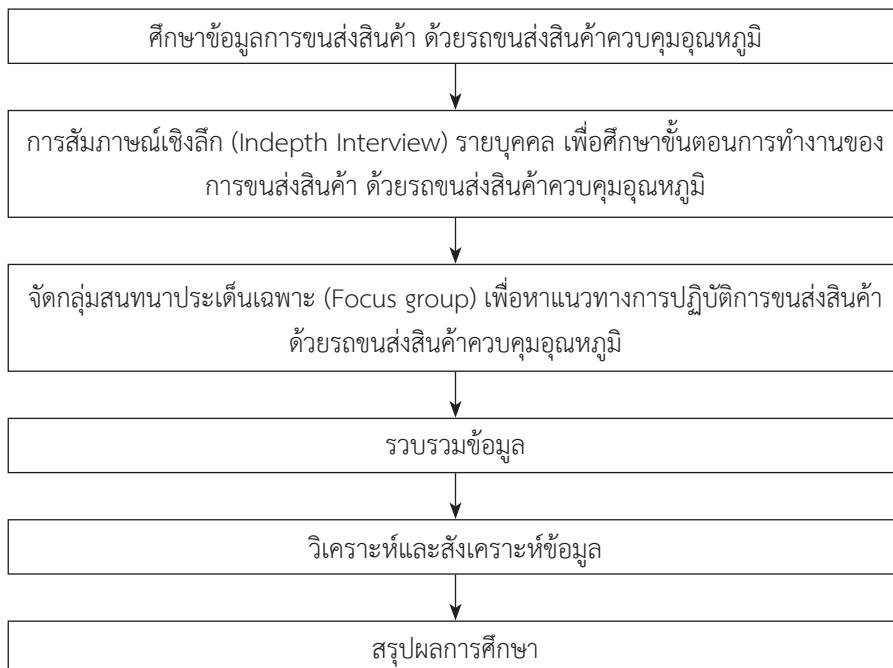 ศึกษาข้อมูลการขนส่งสินค้า ด้วยรถขนส่งสินค้าควบคุมอุณหภูมิ
การสัมภาษณ์เชิงลึก (Indepth Interview) รายบุคคล เพื่อศึกษาขั้นตอนการทำงานของ
การขนส่งสินค้า ด้วยรถขนส่งสินค้าควบคุมอุณหภูมิ
จัดกลุ่มสนทนาประเด็นเฉพาะ (Focus group) เพื่อหาแนวทางการปฏิบัติการขนส่งสินค้า
ด้วยรถขนส่งสินค้าควบคุมอุณหภูมิ
รวบรวมข้อมูล
วิเคราะห์และสังเคราะห์ข้อมูล
สรุปผลการศึกษา